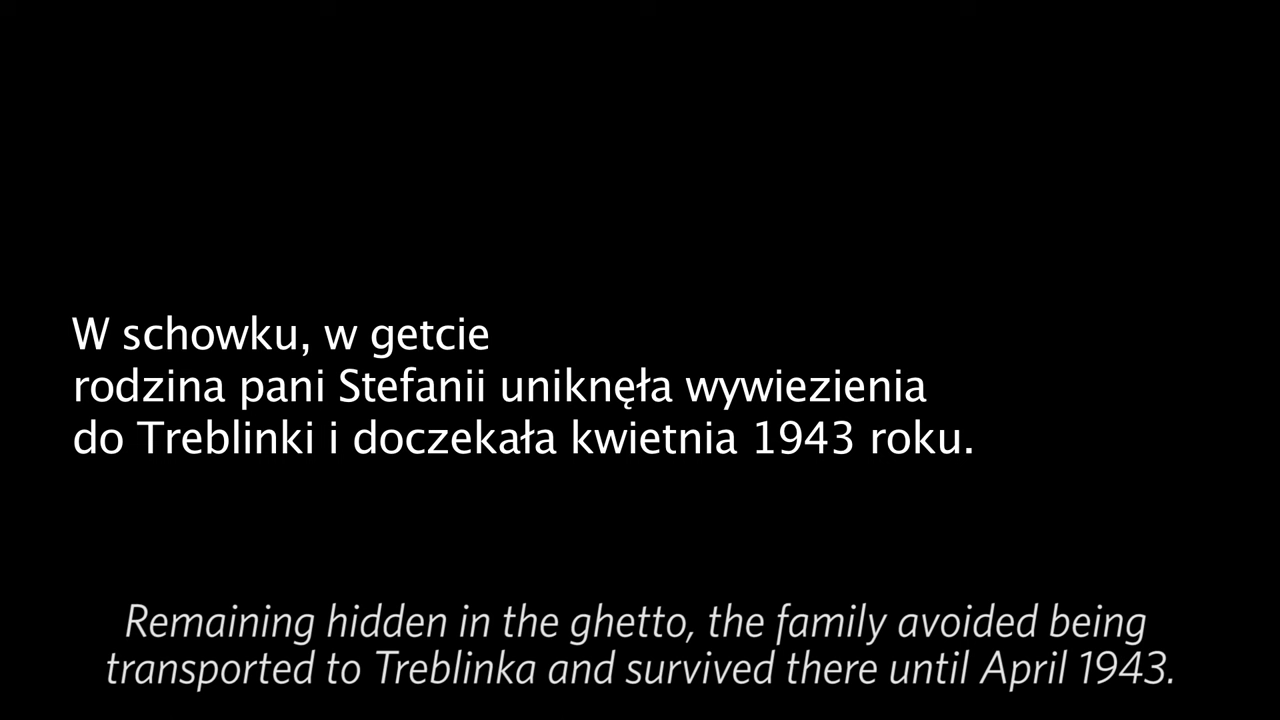 W schowku, w getcie
rodzina pani Stefanii uniknęła wywiezienia
do Treblinki i doczekała kwietnia 1943 roku.
Remaining hidden in the ghetto, the family avoided being
transported to Treblinka and survived there until April 1943.